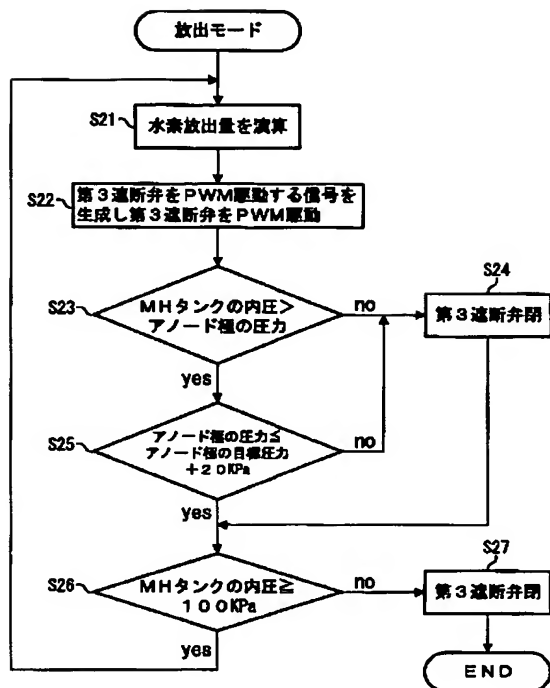 放出モード
S21
水素放出量を演算
S22
第3遮断弁をPWM駆動する信号を
生成し第3遮断弁をPWM駆動
S23
MHタンクの内圧>
アノード極の圧力
no
yes
S24
第3遮断弁閉
S25
アノード極の圧力≦
アノード極の目標圧力
+20KPa
no
yes
S26
MHタンクの内圧≧
100KPa
no
yes
S27
第3遮断弁閉
END